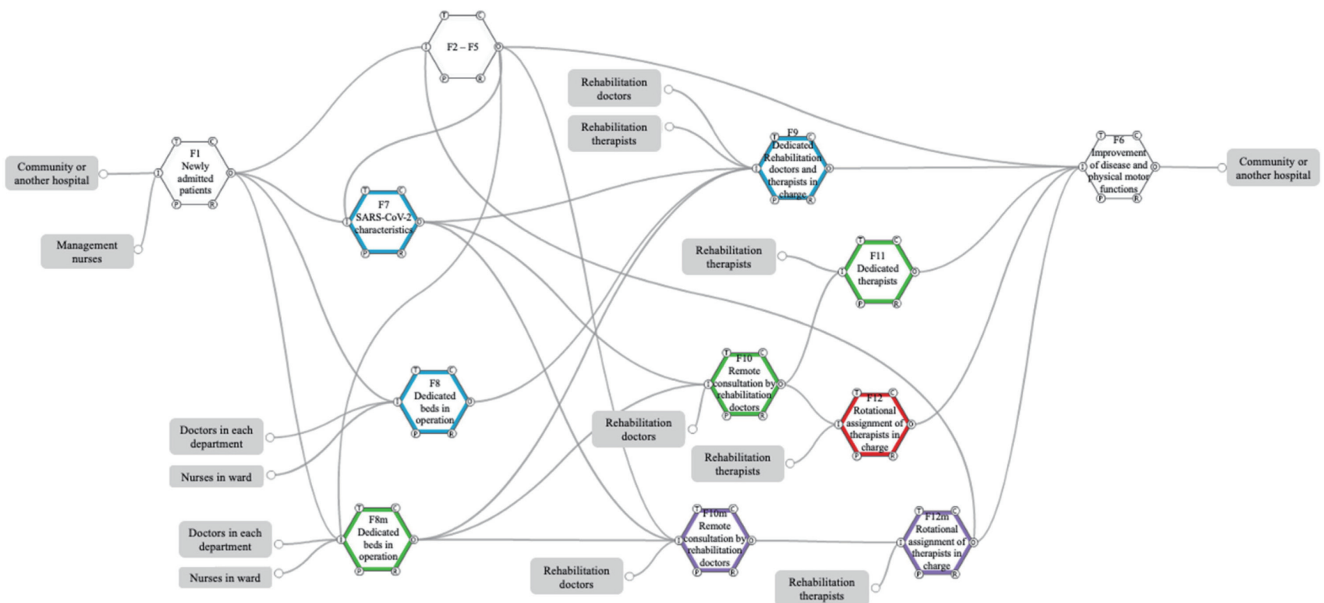 T C
F2 – F5
I O
P R
Rehabilitation
doctors
Rehabilitation
therapists
Community or
another hospital
Management
nurses
T C
F1
Newly
admitted
patients
I O
P R
T C
F7
SARS-CoV-2
characteristics
I O
P R
T C
F9
Dedicated
Rehabilitation
doctors and
therapists in
charge
I O
P R
T C
F6
Improvement
of disease and
physical motor
functions
I O
P R
Community or
another hospital
Rehabilitation
therapists
T C
F11
Dedicated
therapists
I O
P R
T C
F8
Dedicated
beds in
operation
I O
P R
Doctors in each
department
Nurses in ward
T C
F10
Remote
consultation by
rehabilitation
doctors
I O
P R
Rehabilitation
doctors
T C
F12
Rotational
assignment of
therapists in
charge
I O
P R
Rehabilitation
therapists
Doctors in each
department
Nurses in ward
T C
F8m
Dedicated
beds in
operation
I O
P R
T C
F10m
Remote
consultation by
rehabilitation
doctors
I O
P R
Rehabilitation
doctors
T C
F12m
Rotational
assignment of
therapists in
charge
I O
P R
Rehabilitation
therapists